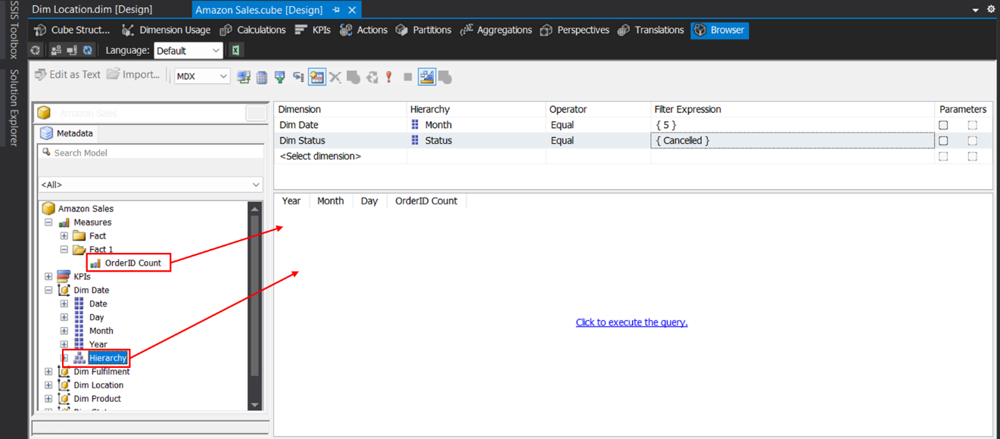 SSIS Toolbox
Solution Explorer
Dim Location.dim [Design]
Amazon Sales.cube [Design]
Cube Struct... Dimension Usage Calculations KPIs Actions Partitions Aggregations Perspectives Translations Browser
Language: Default
Edit as Text Import... MDX
Amazon Sales
Metadata
Search Model
<All>
Amazon Sales
Measures
Fact
Fact 1
OrderID Count
KPIs
Dim Date
Date
Day
Month
Year
Hierarchy
Dim Fulfilment
Dim Location
Dim Product
Dimension Hierarchy Operator Filter Expression Parameters
Dim Date Month Equal { 5 }
Dim Status Status Equal { Cancelled }
<Select dimension>
Year Month Day OrderID Count
Click to execute the query.